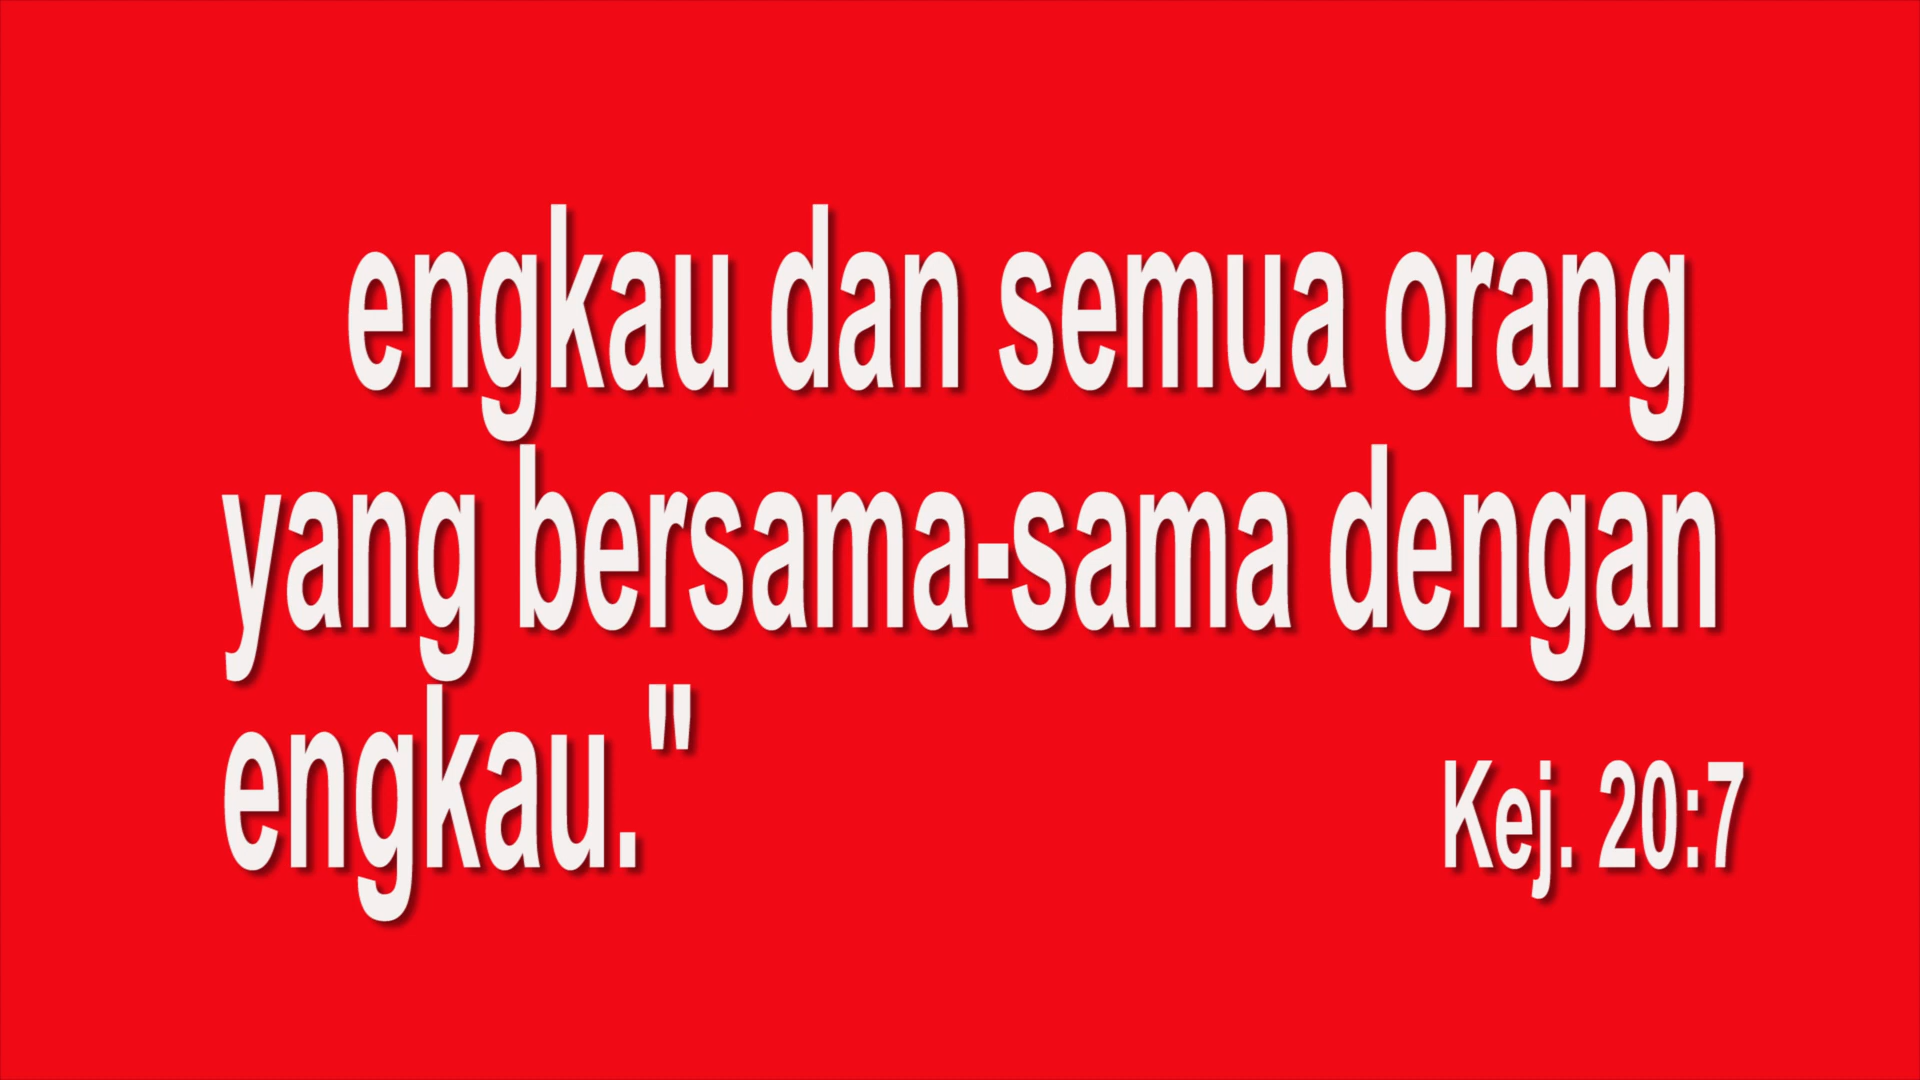 engkau dan semua orang
yang bersama-sama dengan
engkau."
Kej. 20:7